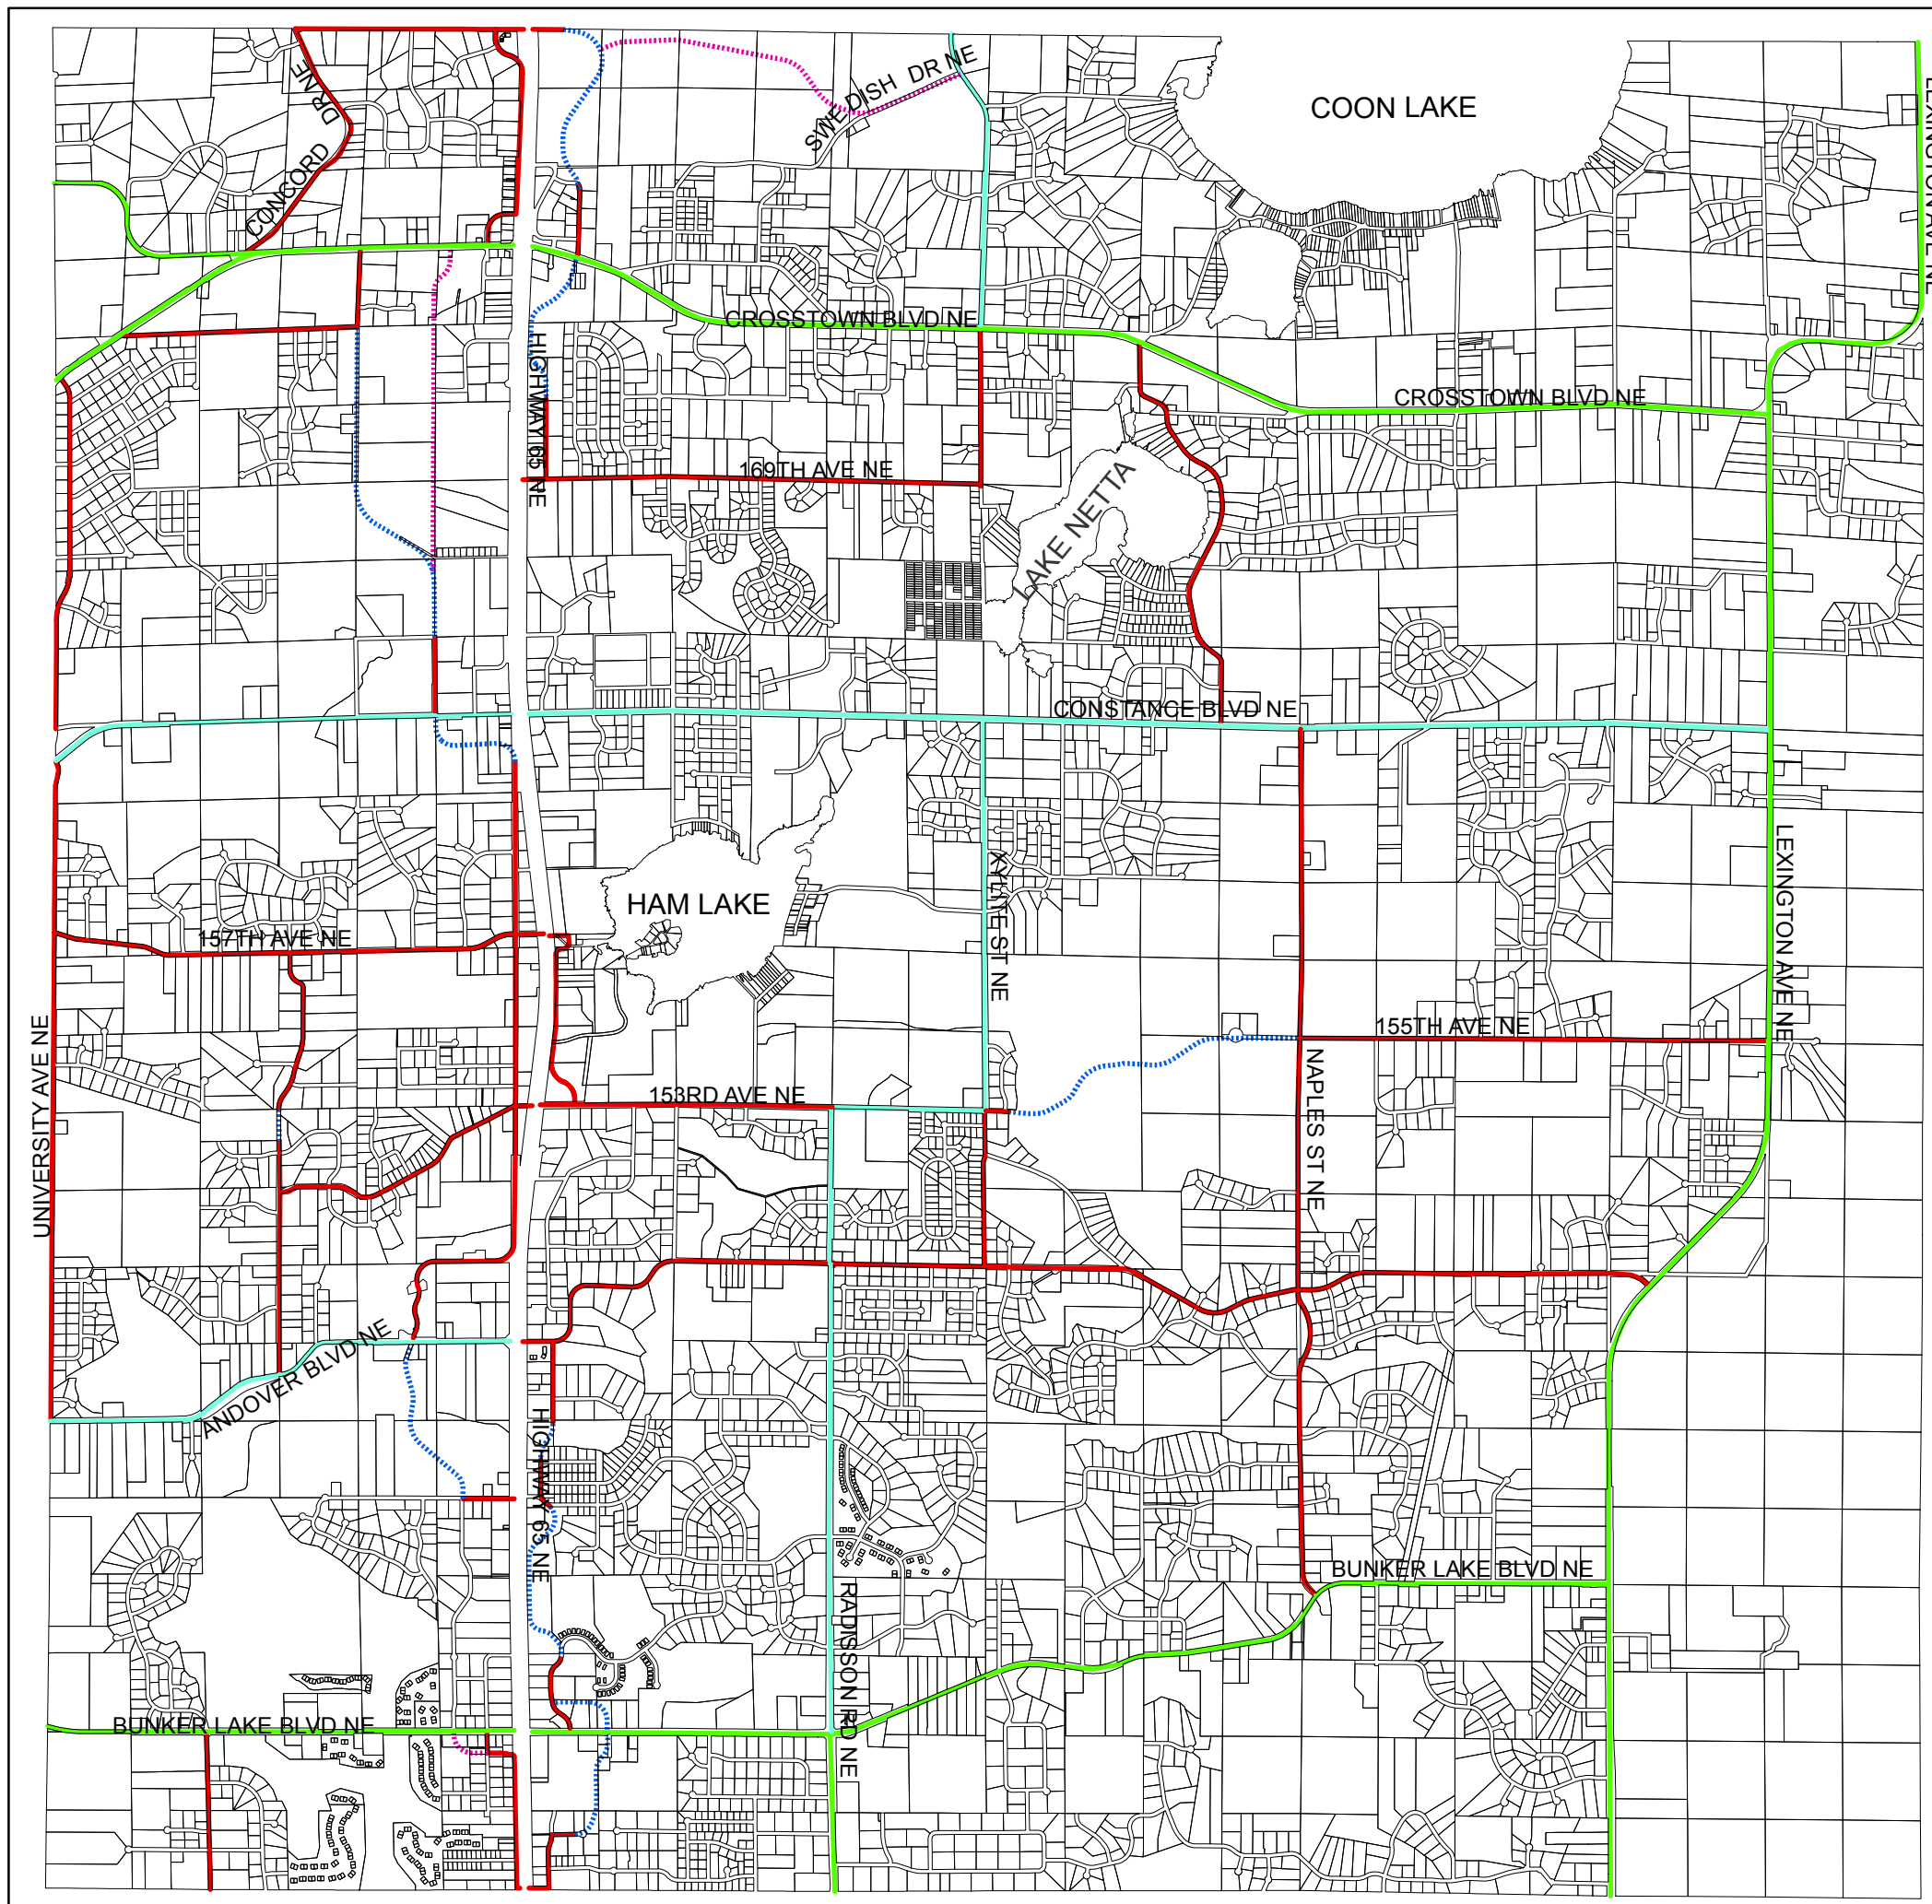 COON LAKE
SWEDISH DR NE
CONCORD DR NE
LEXINGTON AVE NE
CROSSTOWN BLVD NE
HIGHWAY 65 NE
CROSSTOWN BLVD NE
169TH AVE NE
LAKE NETTA
CONSTANCE BLVD NE
HAM LAKE
XYLITE ST NE
LEXINGTON AVE NE
157TH AVE NE
UNIVERSITY AVE NE
155TH AVE NE
153RD AVE NE
NAPLES ST NE
ANDOVER BLVD NE
HIGHWAY 65 NE
BUNKER LAKE BLVD NE
RADISSON RD NE
BUNKER LAKE BLVD NE